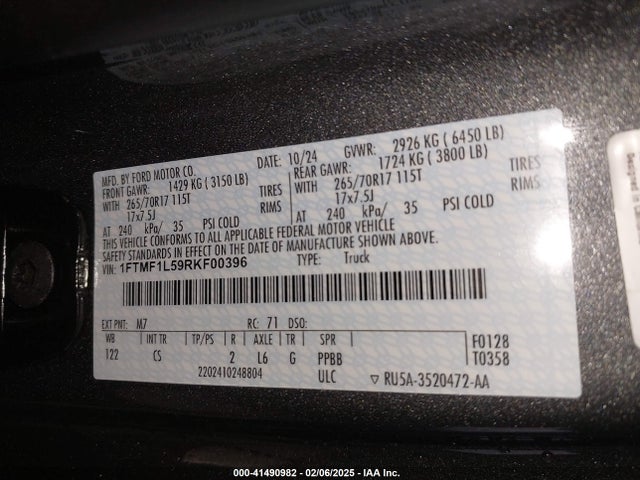 MFD. BY FORD MOTOR CO.
DATE: 10/24 GVWR: 2926 KG ( 6450 LB)
FRONT GAWR: 1429 KG ( 3150 LB) REAR GAWR: 1724 KG ( 3800 LB)
WITH 265/70R17 115T TIRES WITH 265/70R17 115T TIRES
17x7.5J RIMS 17x7.5J RIMS
AT 240 kPa/ 35 PSI COLD AT 240 kPa/ 35 PSI COLD
THIS VEHICLE CONFORMS TO ALL APPLICABLE FEDERAL MOTOR VEHICLE
SAFETY STANDARDS IN EFFECT ON THE DATE OF MANUFACTURE SHOWN ABOVE.
VIN: 1FTMF1L59RKF00396 TYPE: Truck
EXT PNT: M7 RC: 71 DSO:
WB INT TR TP/PS R AXLE TR SPR F0128
122 CS 2 L6 G PPBB T0358
2202410248804 ULC ▽ RU5A-3520472-AA
000-41490982 - 02/06/2025 - IAA Inc.